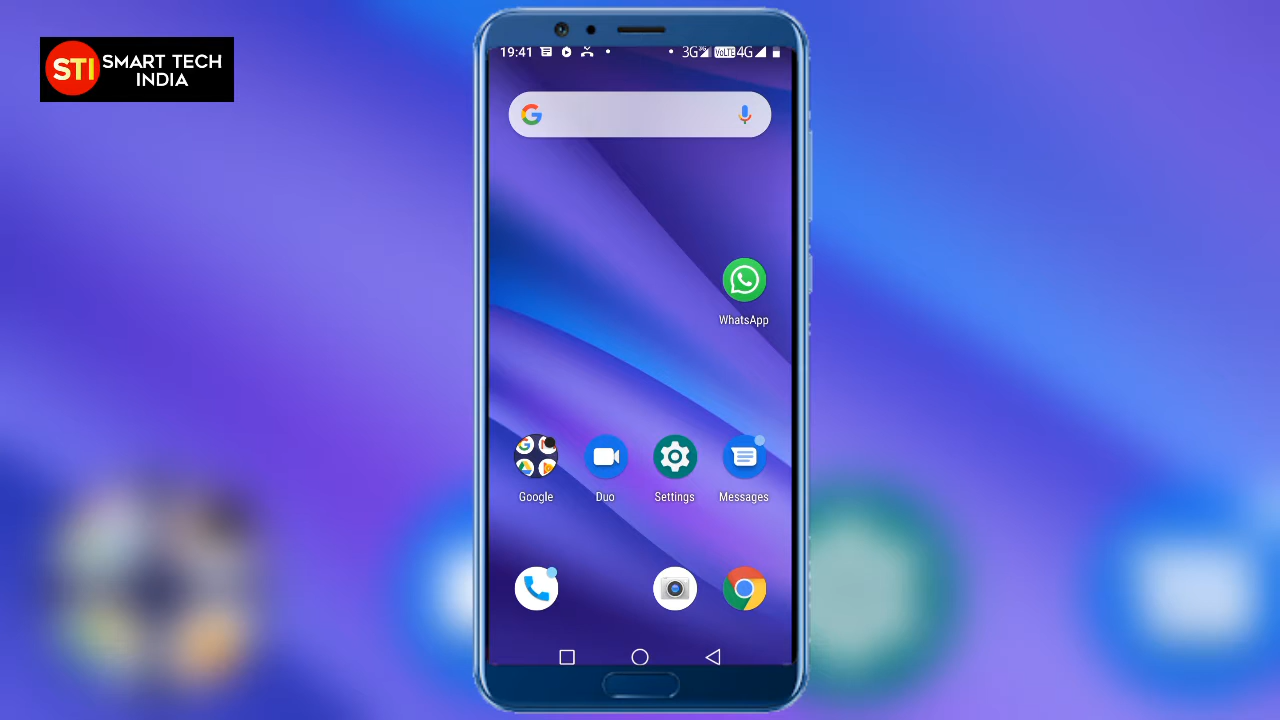 STI SMART TECH
INDIA
19:41 3G VoLTE 4G
WhatsApp
Google Duo Settings Messages